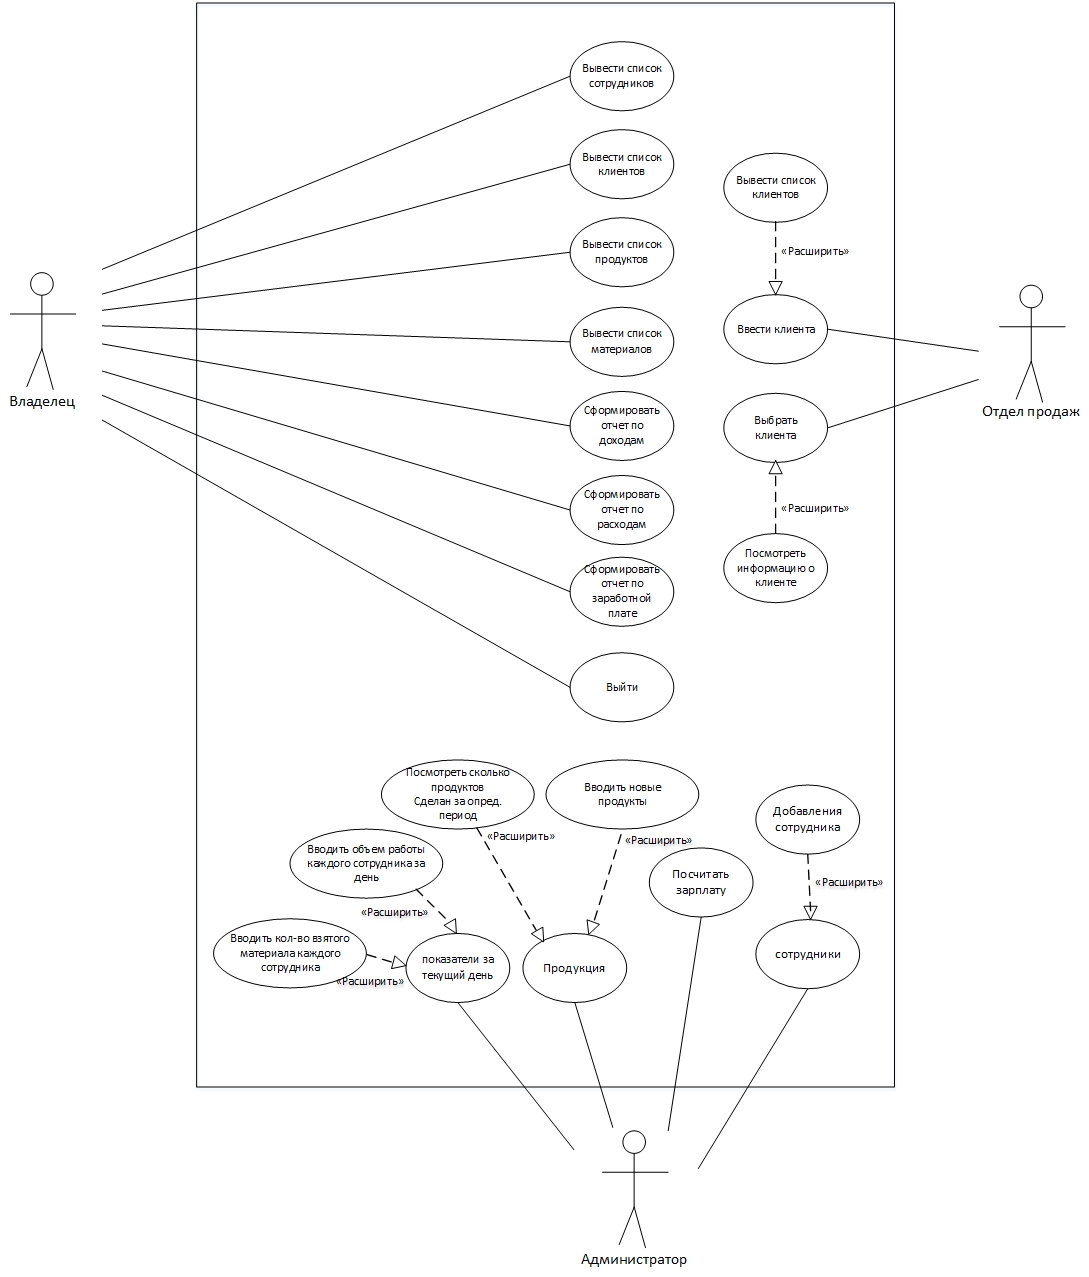 Вывести список
сотрудников
Вывести список
клиентов
Вывести список
продуктов
Вывести список
материалов
Сформировать
отчет по
доходам
Сформировать
отчет по
расходам
Сформировать
отчет по
заработной
плате
Выйти
Вывести список
клиентов
«Расширить»
Ввести клиента
Выбрать
клиента
«Расширить»
Посмотреть
информацию о
клиенте
Владелец
Отдел продаж
Посмотреть сколько
продуктов
Сделан за опред.
период
«Расширить»
Вводить новые
продукты
«Расширить»
Вводить объем работы
каждого сотрудника за
день
«Расширить»
Вводить кол-во взятого
материала каждого
сотрудника
«Расширить»
показатели за
текущий день
Продукция
Посчитать
зарплату
Добавления
сотрудника
«Расширить»
сотрудники
Администратор